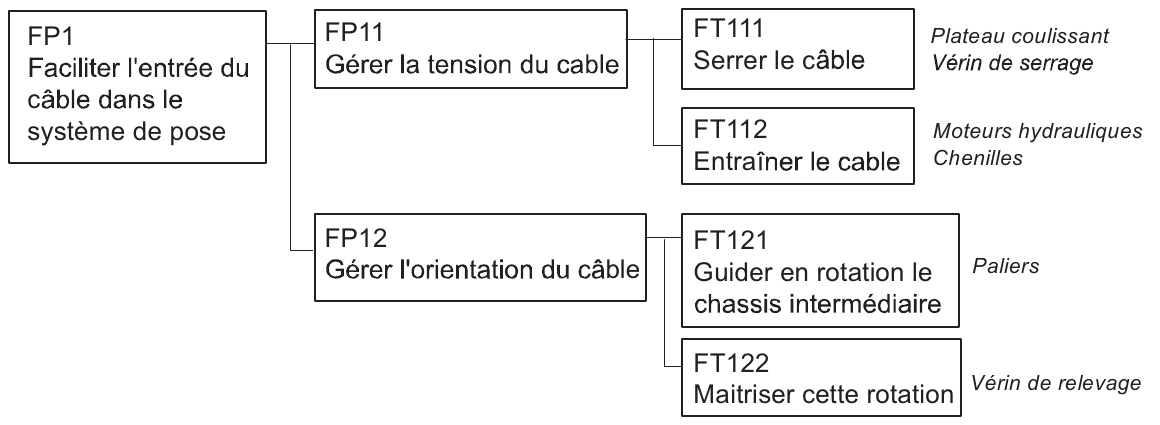 FP1
Faciliter l'entrée du
câble dans le
système de pose
FP11
Gérer la tension du cable
FT111
Serrer le câble
Plateau coulissant
Vérin de serrage
FT112
Entraîner le cable
Moteurs hydrauliques
Chenilles
FP12
Gérer l'orientation du câble
FT121
Guider en rotation le
chassis intermédiaire
Paliers
FT122
Maitriser cette rotation
Vérin de relevage